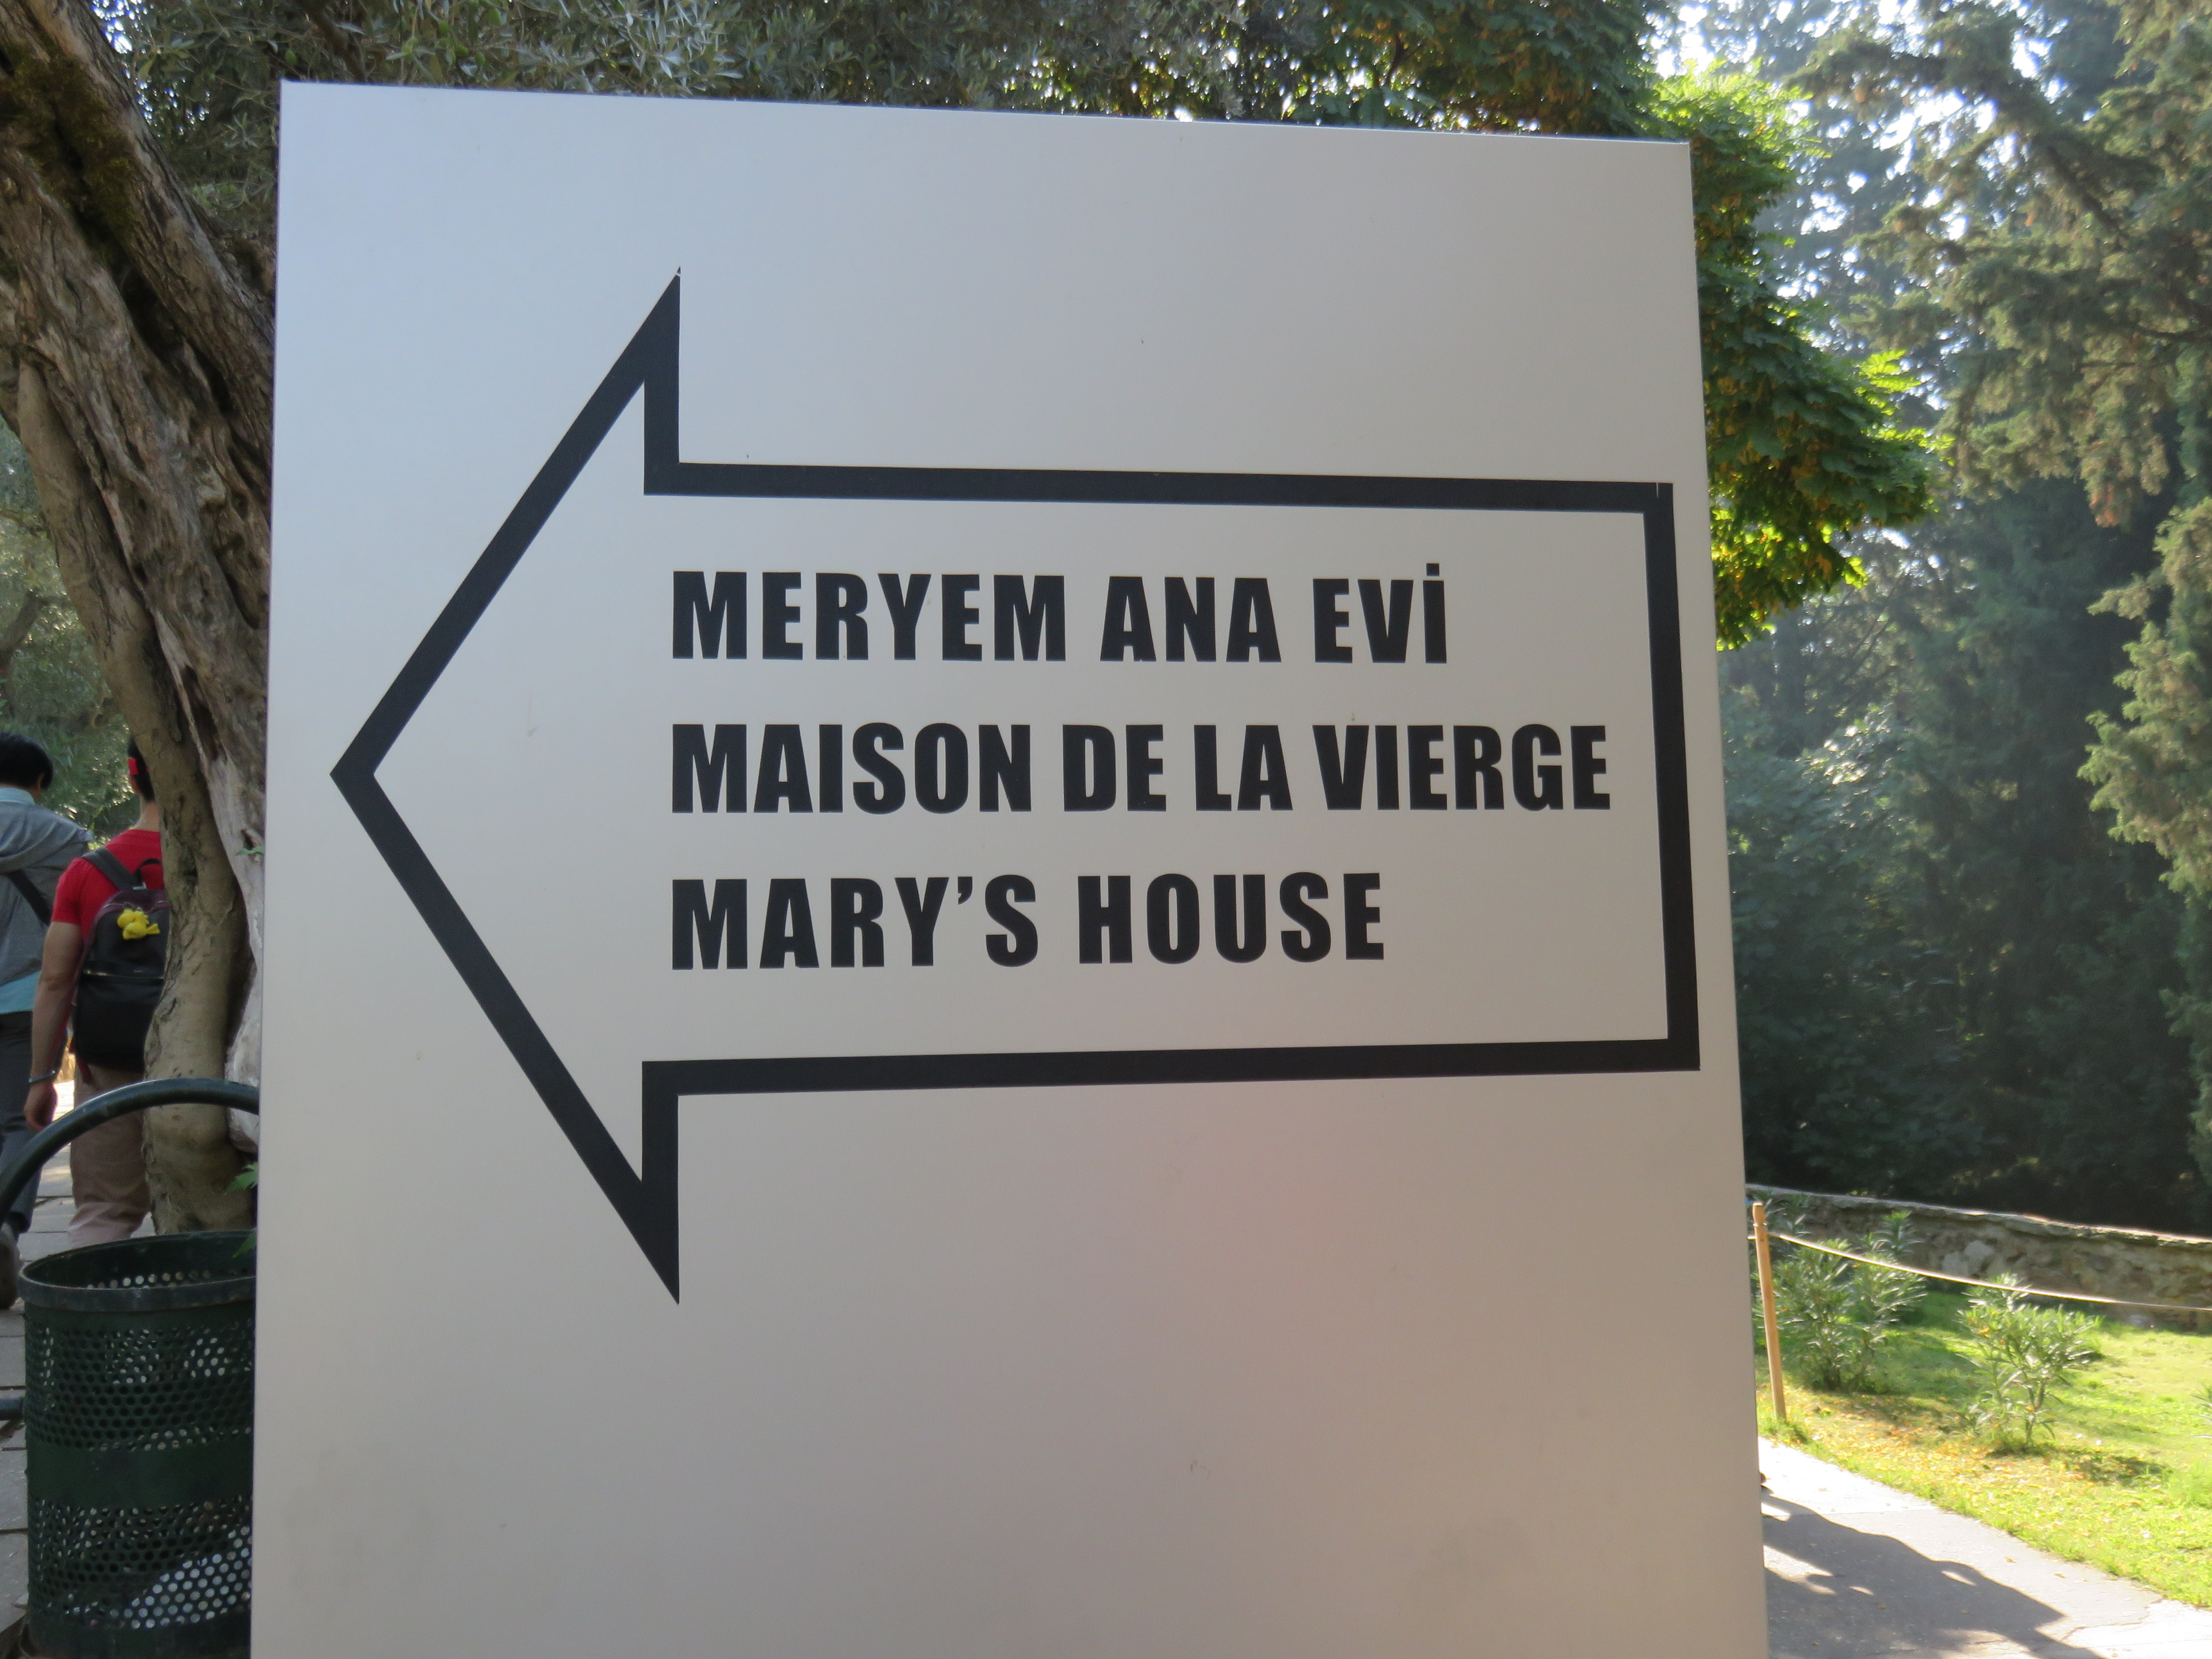 MERYEM ANA EVİ
MAISON DE LA VIERGE
MARY’S HOUSE